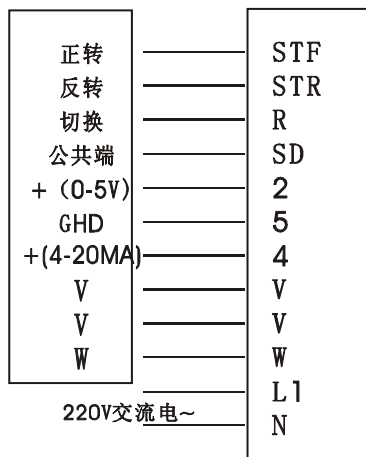 正转 STF
反转 STR
切换 R
公共端 SD
+（0-5V） 2
GHD 5
+(4-20MA) 4
V V
V V
W W
L1
220V交流电~ N